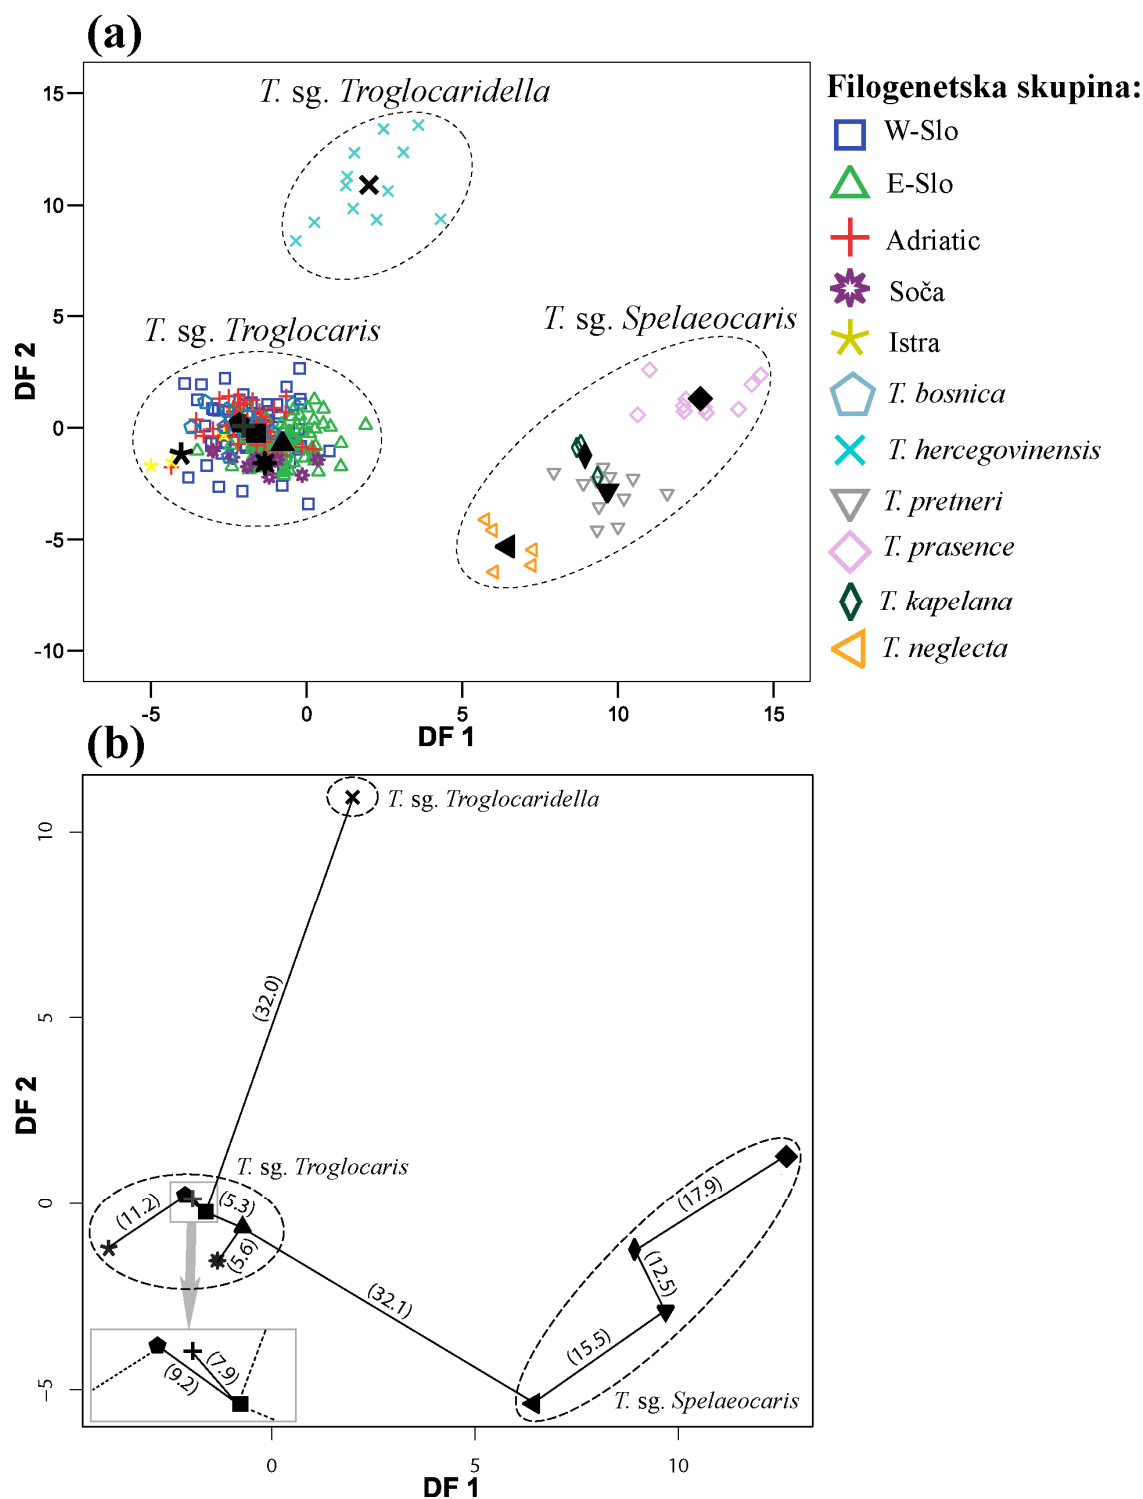 (a)
T. sg. Troglocaridella
T. sg. Troglocaris
T. sg. Spelaeocaris
15
10
5
0
-5
-10
DF 2
-5
0
5
10
15
DF 1
Filogenetska skupina:
W-Slo
E-Slo
Adriatic
Soča
Istra
T. bosnica
T. hercegovinensis
T. pretneri
T. prasence
T. kapelana
T. neglecta
(b)
T. sg. Troglocaridella
(32.0)
T. sg. Troglocaris
(11.2)
(5.3)
(5.6)
(32.1)
(17.9)
(12.5)
(15.5)
(7.9)
(9.2)
T. sg. Spelaeocaris
10
5
0
−5
DF 2
0
5
10
DF 1